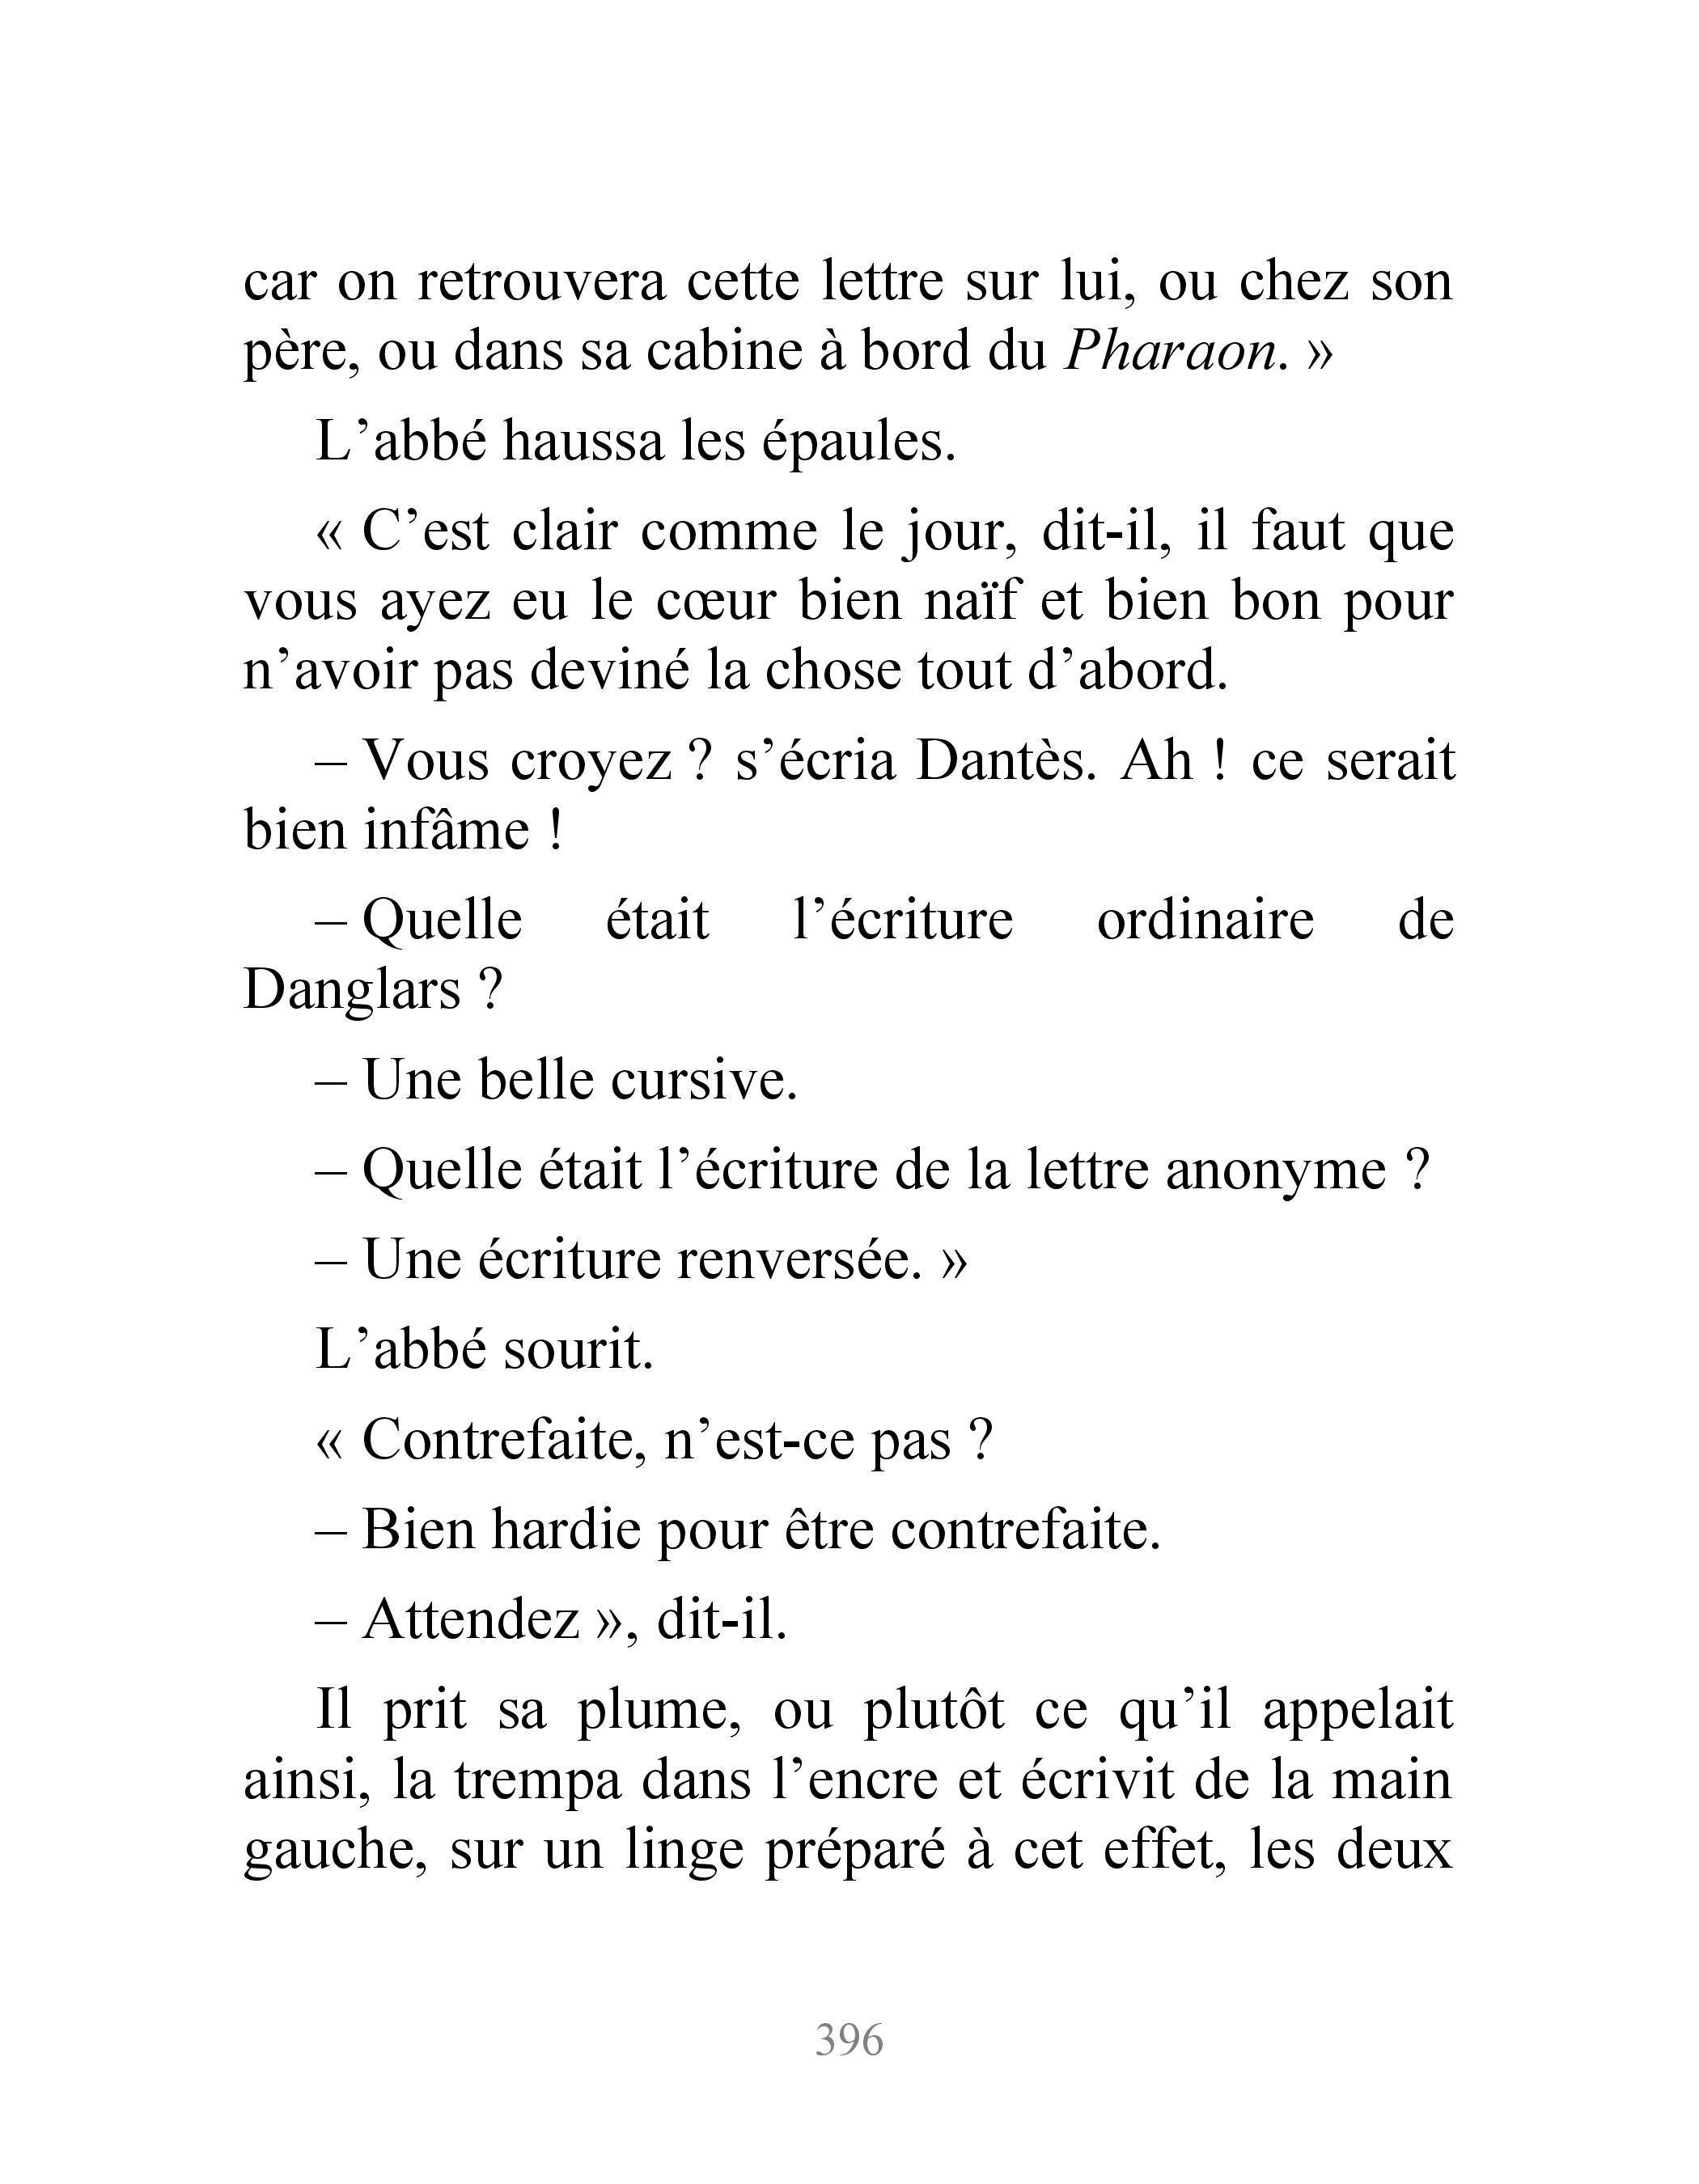 car on retrouvera cette lettre sur lui, ou chez son
père, ou dans sa cabine à bord du Pharaon. »
L’abbé haussa les épaules.
« C’est clair comme le jour, dit-il, il faut que
vous ayez eu le cœur bien naïf et bien bon pour
n’avoir pas deviné la chose tout d’abord.
– Vous croyez ? s’écria Dantès. Ah ! ce serait
bien infâme !
– Quelle était l’écriture ordinaire de
Danglars ?
– Une belle cursive.
– Quelle était l’écriture de la lettre anonyme ?
– Une écriture renversée. »
L’abbé sourit.
« Contrefaite, n’est-ce pas ?
– Bien hardie pour être contrefaite.
– Attendez », dit-il.
Il prit sa plume, ou plutôt ce qu’il appelait
ainsi, la trempa dans l’encre et écrivit de la main
gauche, sur un linge préparé à cet effet, les deux
396